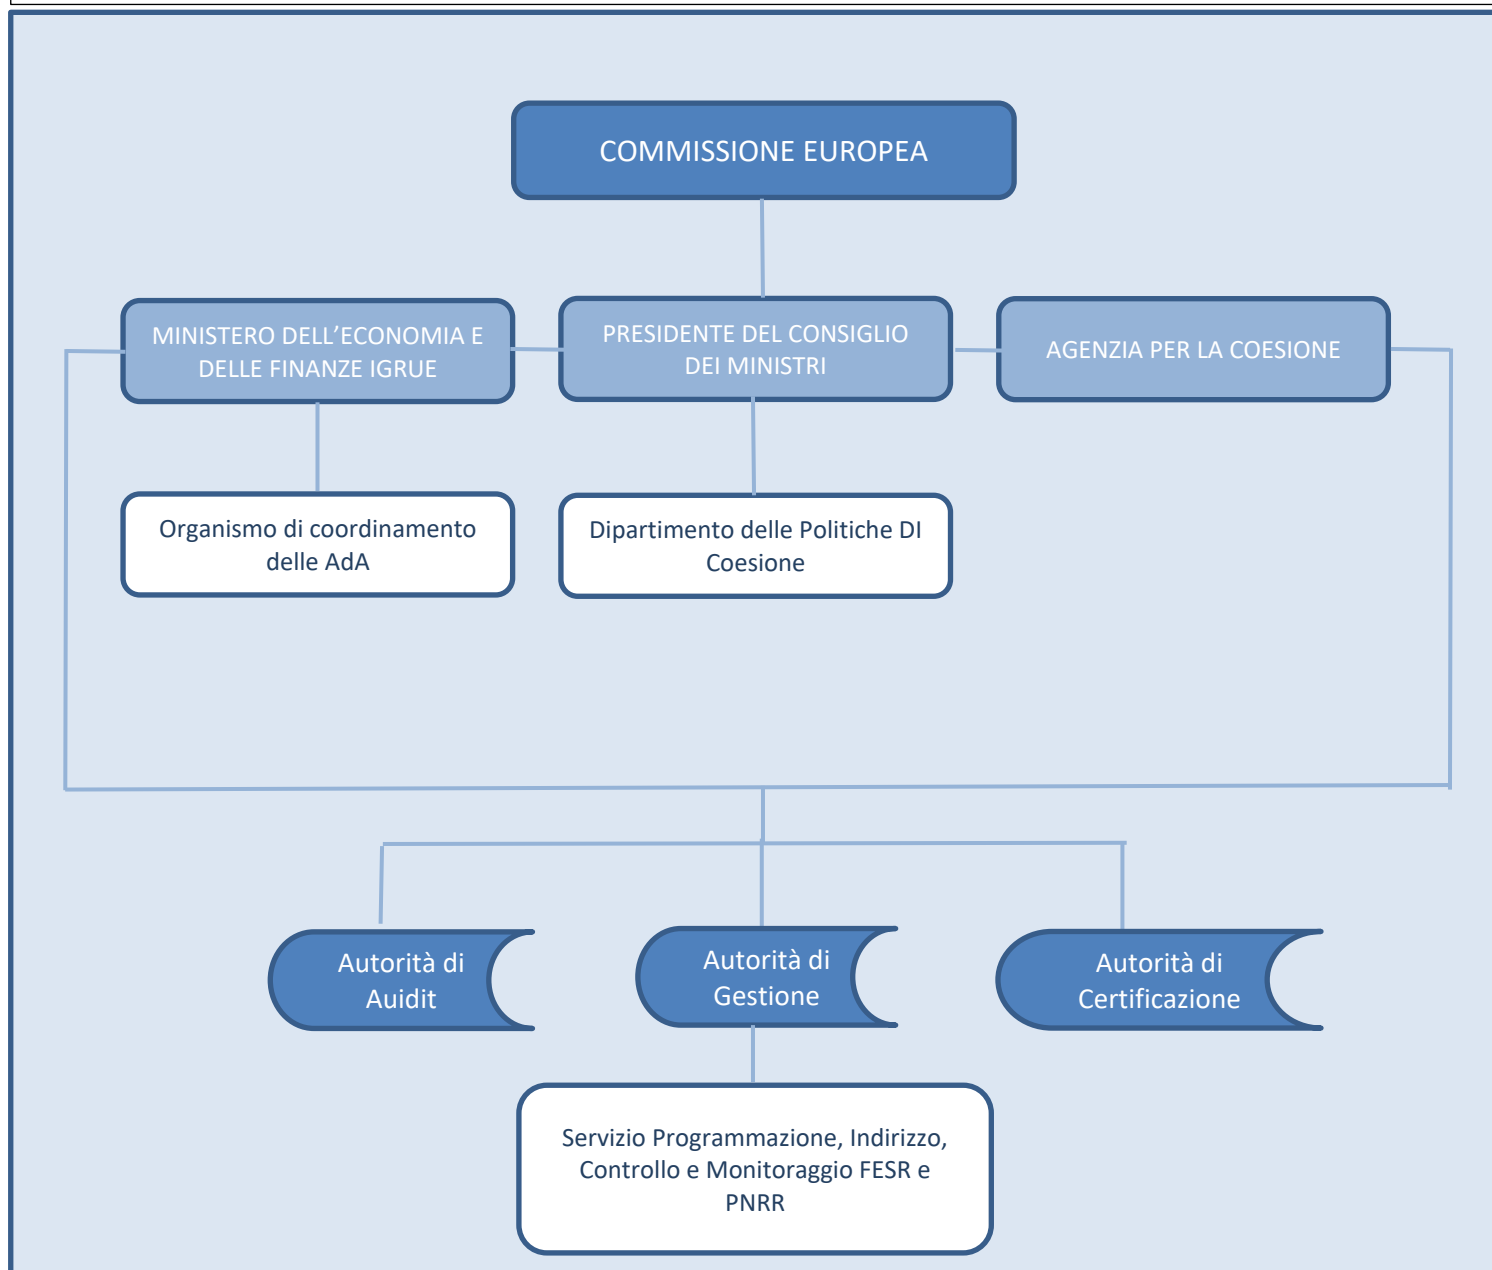 COMMISSIONE EUROPEA
MINISTERO DELL’ECONOMIA E
DELLE FINANZE IGRUE
PRESIDENTE DEL CONSIGLIO
DEI MINISTRI
AGENZIA PER LA COESIONE
Organismo di coordinamento
delle AdA
Dipartimento delle Politiche DI
Coesione
Autorità di
Auidit
Autorità di
Gestione
Autorità di
Certificazione
Servizio Programmazione, Indirizzo,
Controllo e Monitoraggio FESR e
PNRR